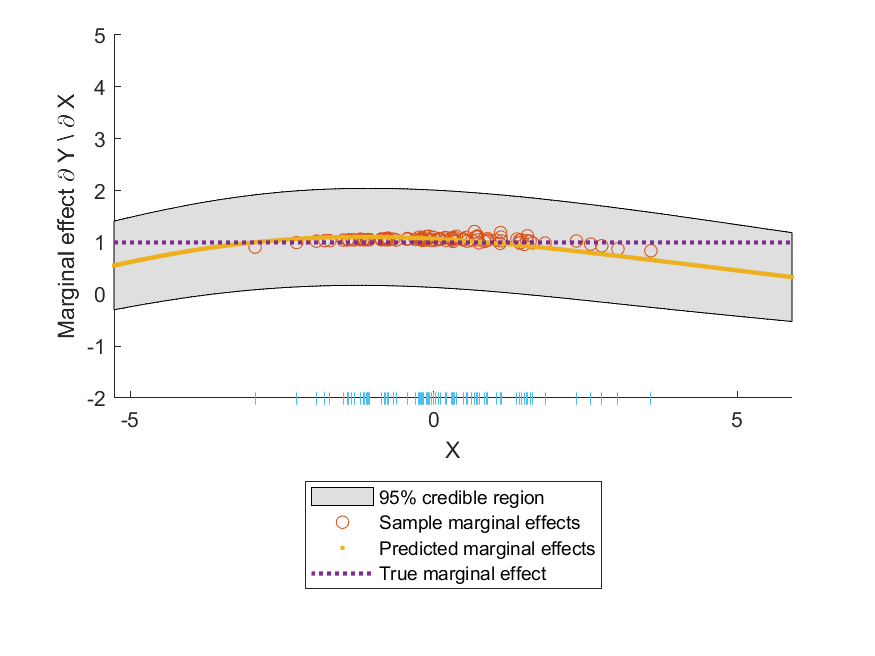 5
4
3
2
1
0
-1
-2
Marginal effect ∂ Y \ ∂ X
-5
0
5
X
95% credible region
Sample marginal effects
Predicted marginal effects
True marginal effect